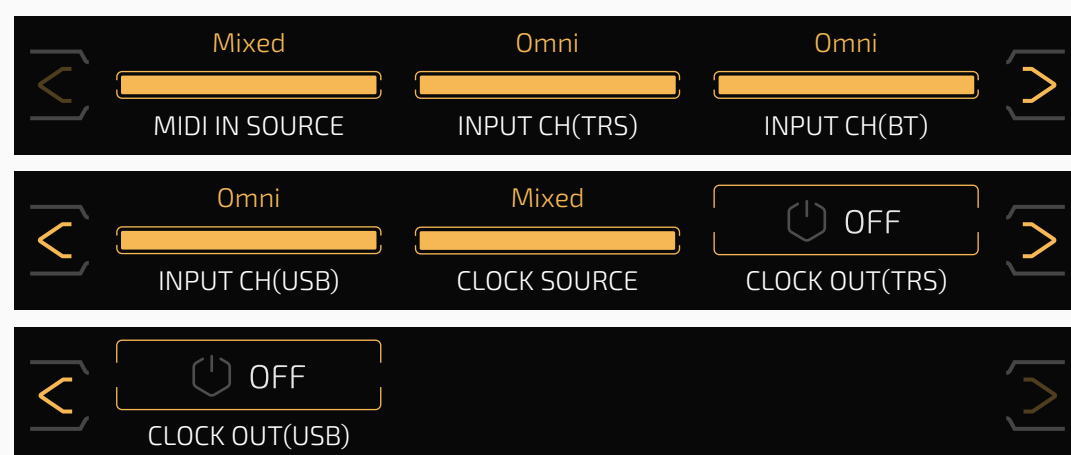 Mixed Omni Omni
MIDI IN SOURCE INPUT CH(TRS) INPUT CH(BT)
Omni Mixed OFF
INPUT CH(USB) CLOCK SOURCE CLOCK OUT(TRS)
OFF
CLOCK OUT(USB)